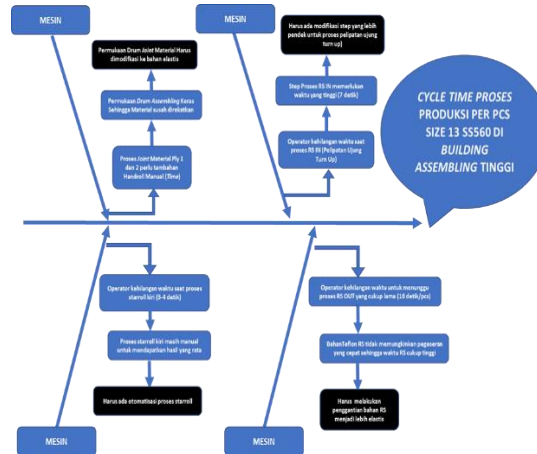 MESIN
MESIN
Permukaan Drum Joint Material Harus
dimodifikasi ke bahan elastis
Permukaan Drum Assembling Keras
Sehingga Material susah direkatkan
Proses Joint Material Ply 1
dan 2 perlu tambahan
Handroll Manual (Time)
Harus ada modifikasi step yang lebih
pendek untuk proses pelipatan ujung
turn up)
Step Proses RS IN memerlukan
waktu yang tinggi (7 detik)
Operator kehilangan waktu saat
proses RS IN (Pelipatan Ujung
Turn Up)
CYCLE TIME PROSES
PRODUKSI PER PCS
SIZE 13 SS560 DI
BUILDING
ASSEMBLING TINGGI
Operator kehilangan waktu saat proses
starroll kiri (3-4 detik)
Proses starroll kiri masih manual
untuk mendapatkan hasil yang rata
Harus ada otomatisasi proses starroll
Operator kehilangan waktu untuk menunggu
proses RS OUT yang cukup lama (18 detik/pcs)
BahanTeflon RS tidak memungkinkan pegaseran
yang cepat sehingga waktu RS cukup tinggi
Harus melakukan
penggantian bahan RS
menjadi lebih elastis
MESIN
MESIN